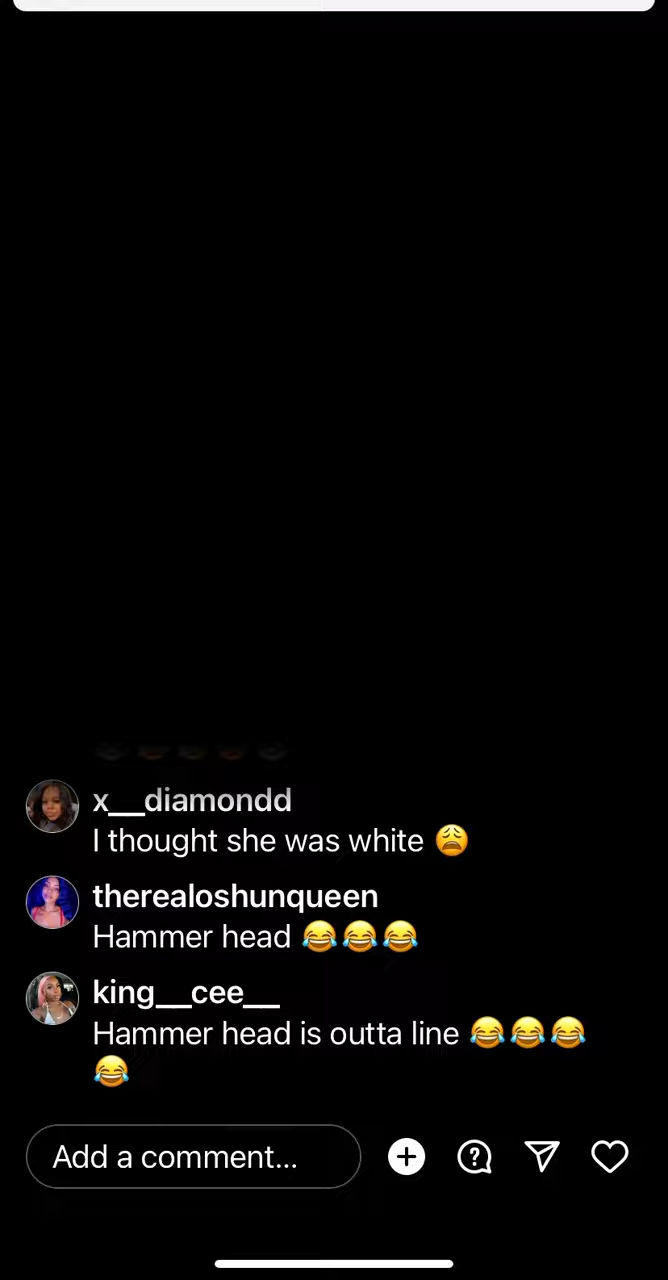 x__diamondd
I thought she was white 😩
therealoshunqueen
Hammer head 😂😂😂
king__cee__
Hammer head is outta line 😂😂😂
😂
Add a comment...